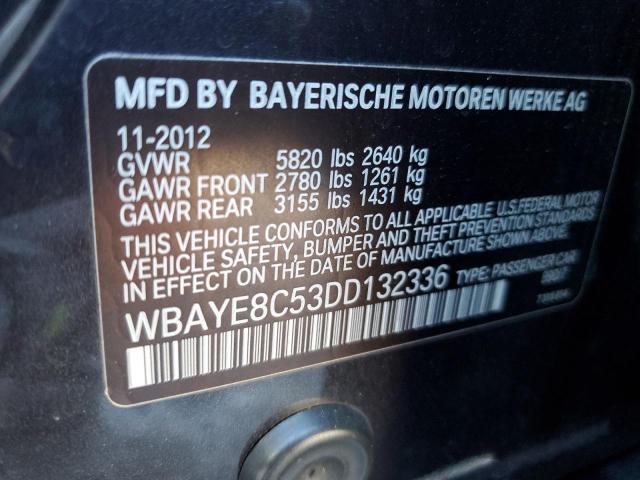 MFD BY BAYERISCHE MOTOREN WERKE AG
11-2012
GVWR 5820 lbs 2640 kg
GAWR FRONT 2780 lbs 1261 kg
GAWR REAR 3155 lbs 1431 kg
THIS VEHICLE CONFORMS TO ALL APPLICABLE U.S. FEDERAL MOTOR
VEHICLE SAFETY, BUMPER AND THEFT PREVENTION STANDARDS
IN EFFECT ON THE DATE OF MANUFACTURE SHOWN ABOVE.
WBAYE8C53DD132336 TYPE: PASSENGER CAR